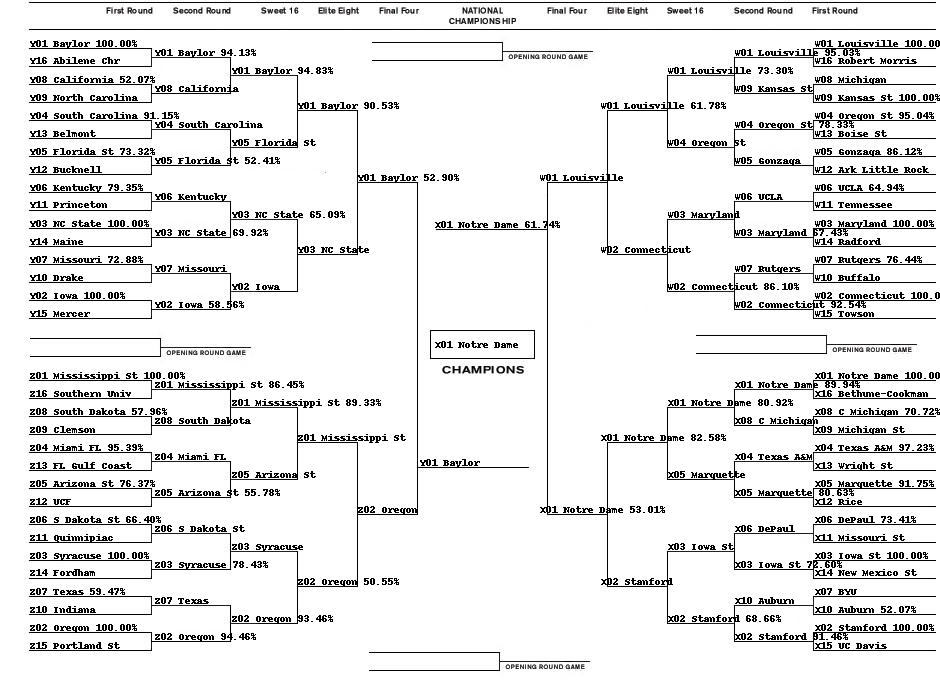 First Round Second Round Sweet 16 Elite Eight Final Four NATIONAL CHAMPIONSHIP Final Four Elite Eight Sweet 16 Second Round First Round
Y01 Baylor 100.00%
Y16 Abilene Chr
Y08 California 52.07%
Y09 North Carolina
Y04 South Carolina 91.15%
Y13 Belmont
Y05 Florida St 73.32%
Y12 Bucknell
Y06 Kentucky 79.35%
Y11 Princeton
Y03 NC State 100.00%
Y14 Maine
Y07 Missouri 72.88%
Y10 Drake
Y02 Iowa 100.00%
Y15 Mercer
Y01 Baylor 94.13%
Y08 California
Y04 South Carolina
Y05 Florida St 52.41%
Y06 Kentucky
Y03 NC State 69.92%
Y07 Missouri
Y02 Iowa 58.56%
Y01 Baylor 94.83%
Y05 Florida St
Y03 NC State 65.09%
Y02 Iowa
Y01 Baylor 90.53%
Y03 NC State
Y01 Baylor 52.90%
OPENING ROUND GAME
OPENING ROUND GAME
Z01 Mississippi St 100.00%
Z16 Southern Univ
Z08 South Dakota 57.96%
Z09 Clemson
Z04 Miami FL 95.39%
Z13 FL Gulf Coast
Z05 Arizona St 76.37%
Z12 UCF
Z06 S Dakota St 66.40%
Z11 Quinnipiac
Z03 Syracuse 100.00%
Z14 Fordham
Z07 Texas 59.47%
Z10 Indiana
Z02 Oregon 100.00%
Z15 Portland St
Z01 Mississippi St 86.45%
Z08 South Dakota
Z04 Miami FL
Z05 Arizona St 55.78%
Z06 S Dakota St
Z03 Syracuse 78.43%
Z07 Texas
Z02 Oregon 94.46%
Z01 Mississippi St 89.33%
Z05 Arizona St
Z03 Syracuse
Z02 Oregon 93.46%
Z01 Mississippi St
Z02 Oregon 50.55%
Z02 Oregon
Y01 Baylor
X01 Notre Dame 61.74%
X01 Notre Dame
CHAMPIONS
W01 Louisville
W01 Louisville 61.78%
W02 Connecticut
W01 Louisville 73.30%
W04 Oregon St
W03 Maryland
W02 Connecticut 86.10%
W01 Louisville 95.03%
W09 Kansas St
W04 Oregon St 78.33%
W05 Gonzaga
W06 UCLA
W03 Maryland 67.43%
W07 Rutgers
W02 Connecticut 92.54%
W01 Louisville 100.00
W16 Robert Morris
W08 Michigan
W09 Kansas St 100.00%
W04 Oregon St 95.04%
W13 Boise St
W05 Gonzaga 86.12%
W12 Ark Little Rock
W06 UCLA 64.94%
W11 Tennessee
W03 Maryland 100.00%
W14 Radford
W07 Rutgers 76.44%
W10 Buffalo
W02 Connecticut 100.0
W15 Towson
OPENING ROUND GAME
X01 Notre Dame 53.01%
X01 Notre Dame 82.58%
X02 Stanford
X01 Notre Dame 80.92%
X05 Marquette
X03 Iowa St
X02 Stanford 68.66%
X01 Notre Dame 89.94%
X08 C Michigan
X04 Texas A&M
X05 Marquette 80.63%
X06 DePaul
X03 Iowa St 72.60%
X10 Auburn
X02 Stanford 91.46%
X01 Notre Dame 100.00
X16 Bethune-Cookman
X08 C Michigan 70.72%
X09 Michigan St
X04 Texas A&M 97.23%
X13 Wright St
X05 Marquette 91.75%
X12 Rice
X06 DePaul 73.41%
X11 Missouri St
X03 Iowa St 100.00%
X14 New Mexico St
X07 BYU
X10 Auburn 52.07%
X02 Stanford 100.00%
X15 UC Davis
OPENING ROUND GAME